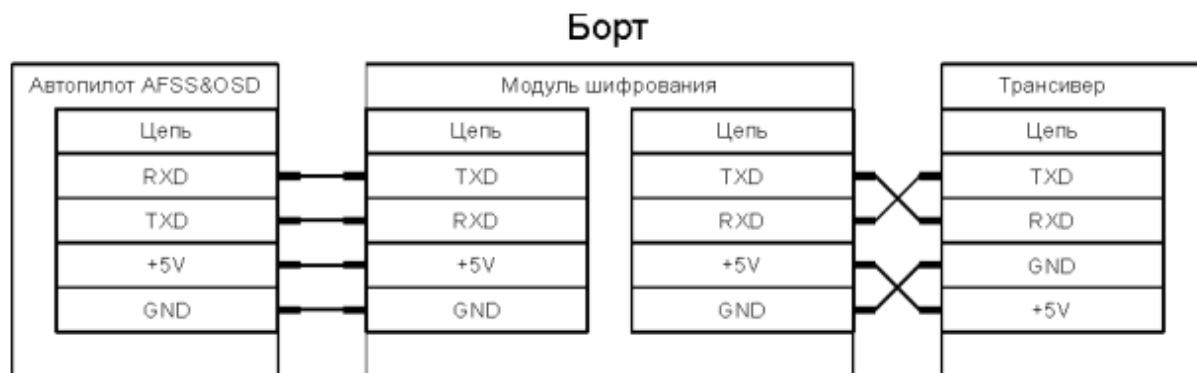 Борт
Автопилот AFSS&OSD
Модуль шифрования
Трансивер
Цепь
Цепь
Цепь
Цепь
RXD
TXD
TXD
TXD
TXD
RXD
RXD
RXD
+5V
+5V
+5V
GND
GND
GND
GND
+5V